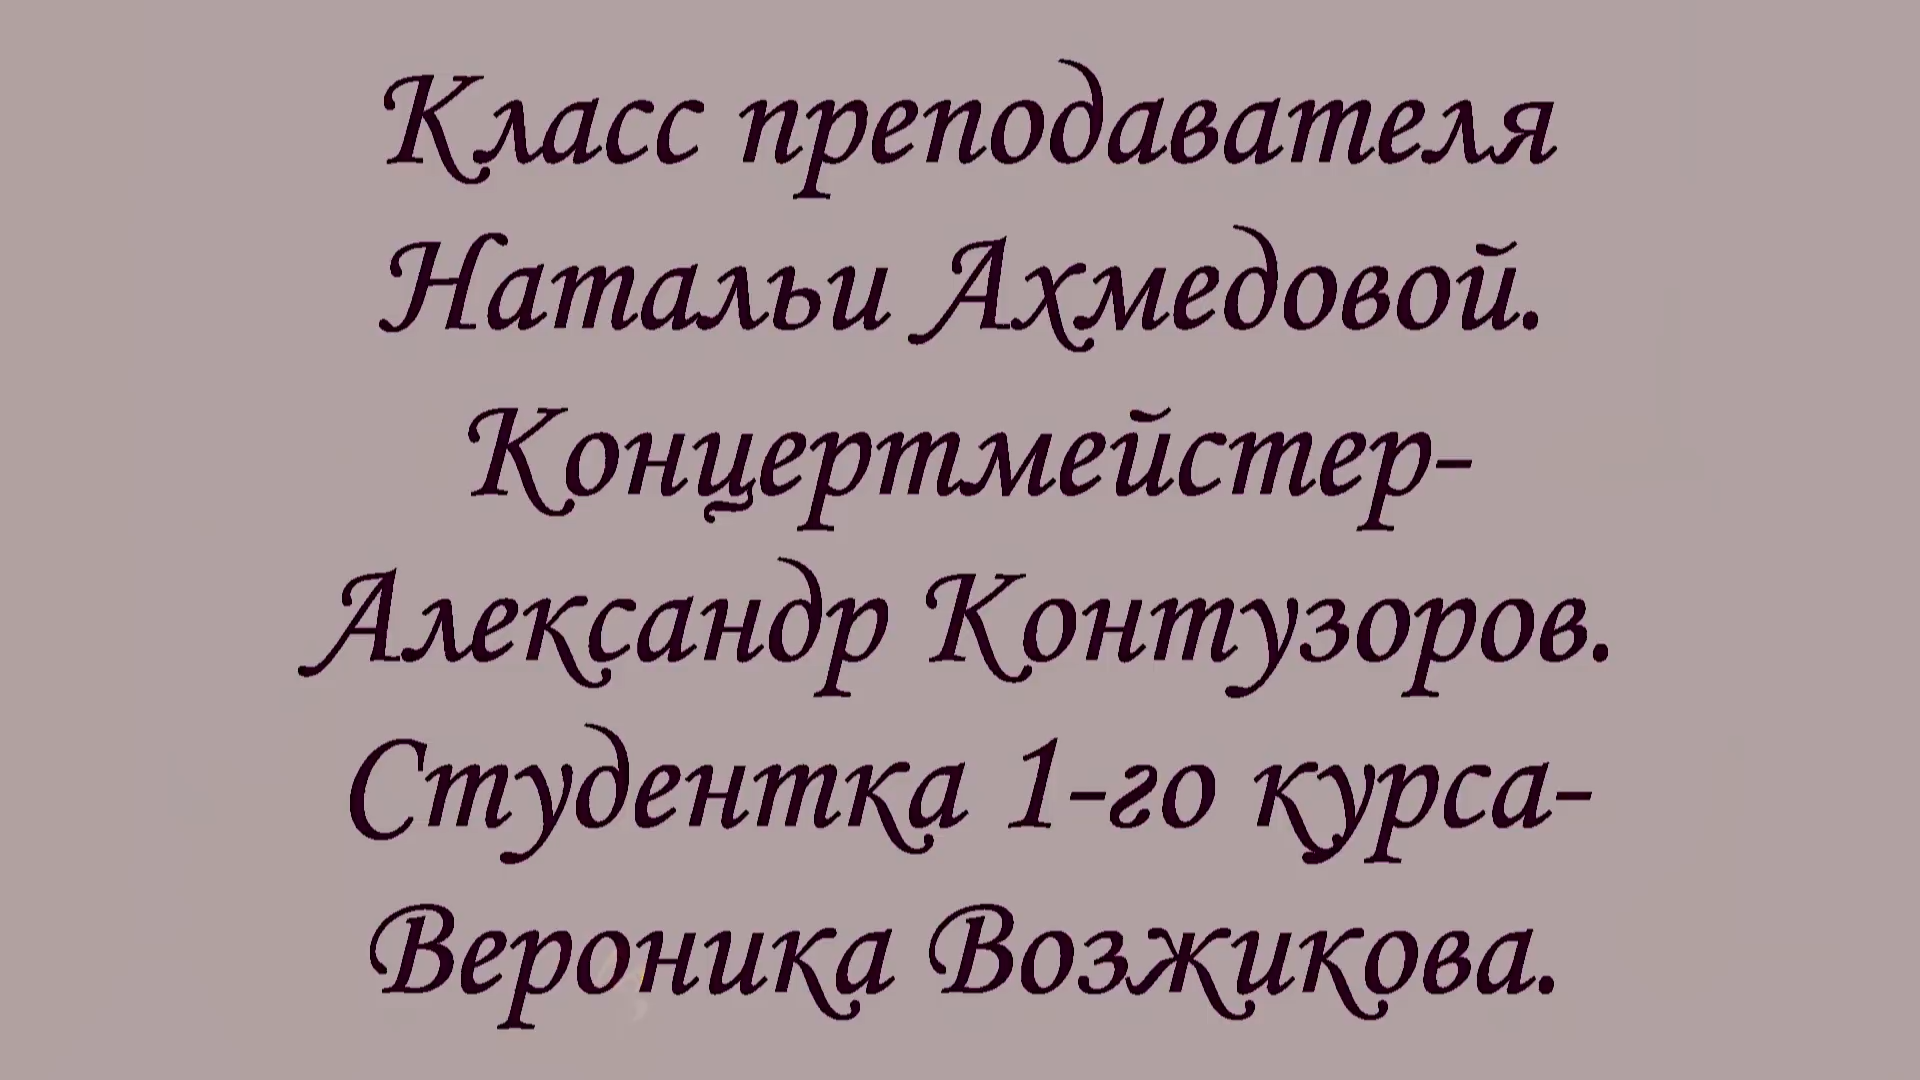 Класс преподавателя
Натальи Ахмедовой.
Концертмейстер-
Александр Контузоров.
Студентка 1-го курса-
Вероника Возжикова.